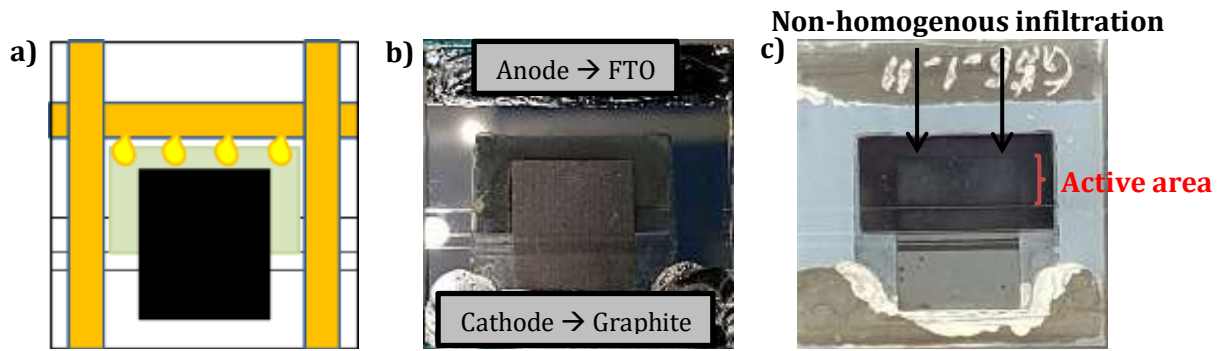 Non-homogenous infiltration
a)
b)
c)
Anode → FTO
Active area
Cathode → Graphite